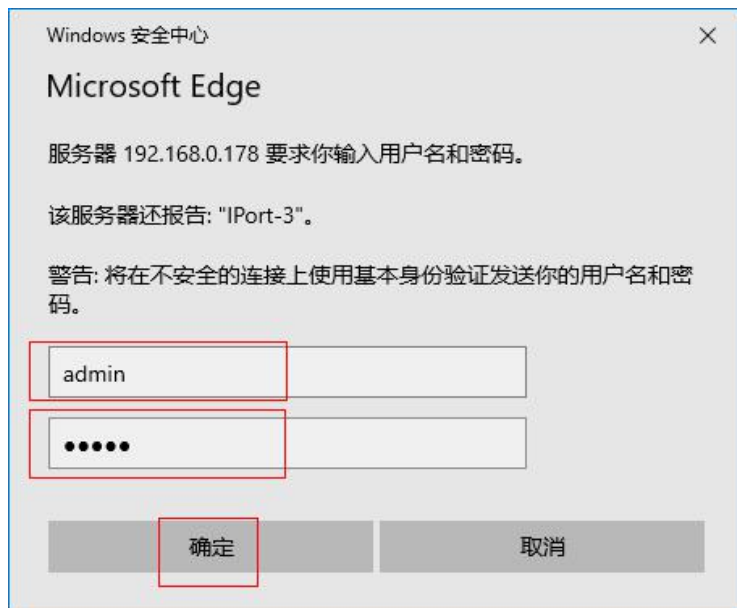 Windows 安全中心
Microsoft Edge
服务器 192.168.0.178 要求你输入用户名和密码。
该服务器还报告: "IPort-3"。
警告: 将在不安全的连接上使用基本身份验证发送你的用户名和密
码。
admin
●●●●●
确定 取消